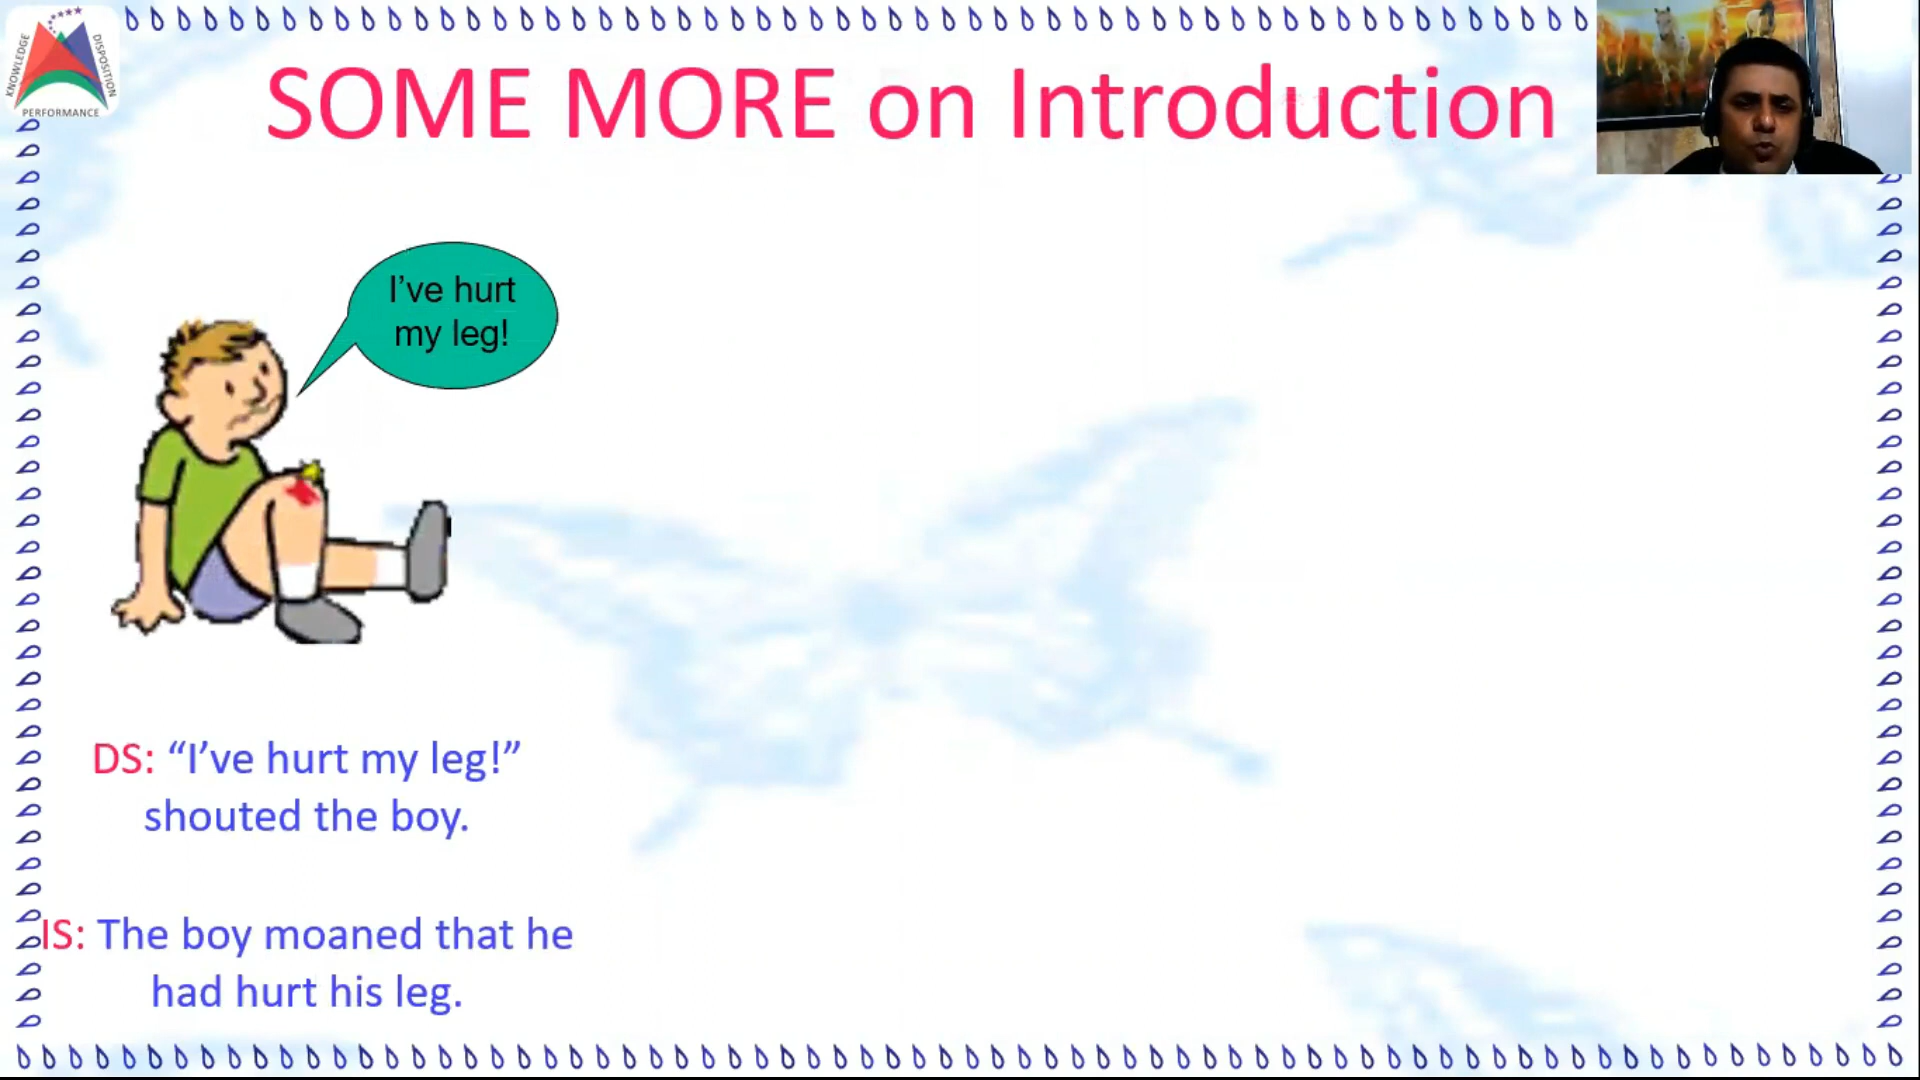 KNOWLEDGE
DISPOSITION
PERFORMANCE
SOME MORE on Introduction
I’ve hurt
my leg!
DS: “I’ve hurt my leg!”
shouted the boy.
IS: The boy moaned that he
had hurt his leg.